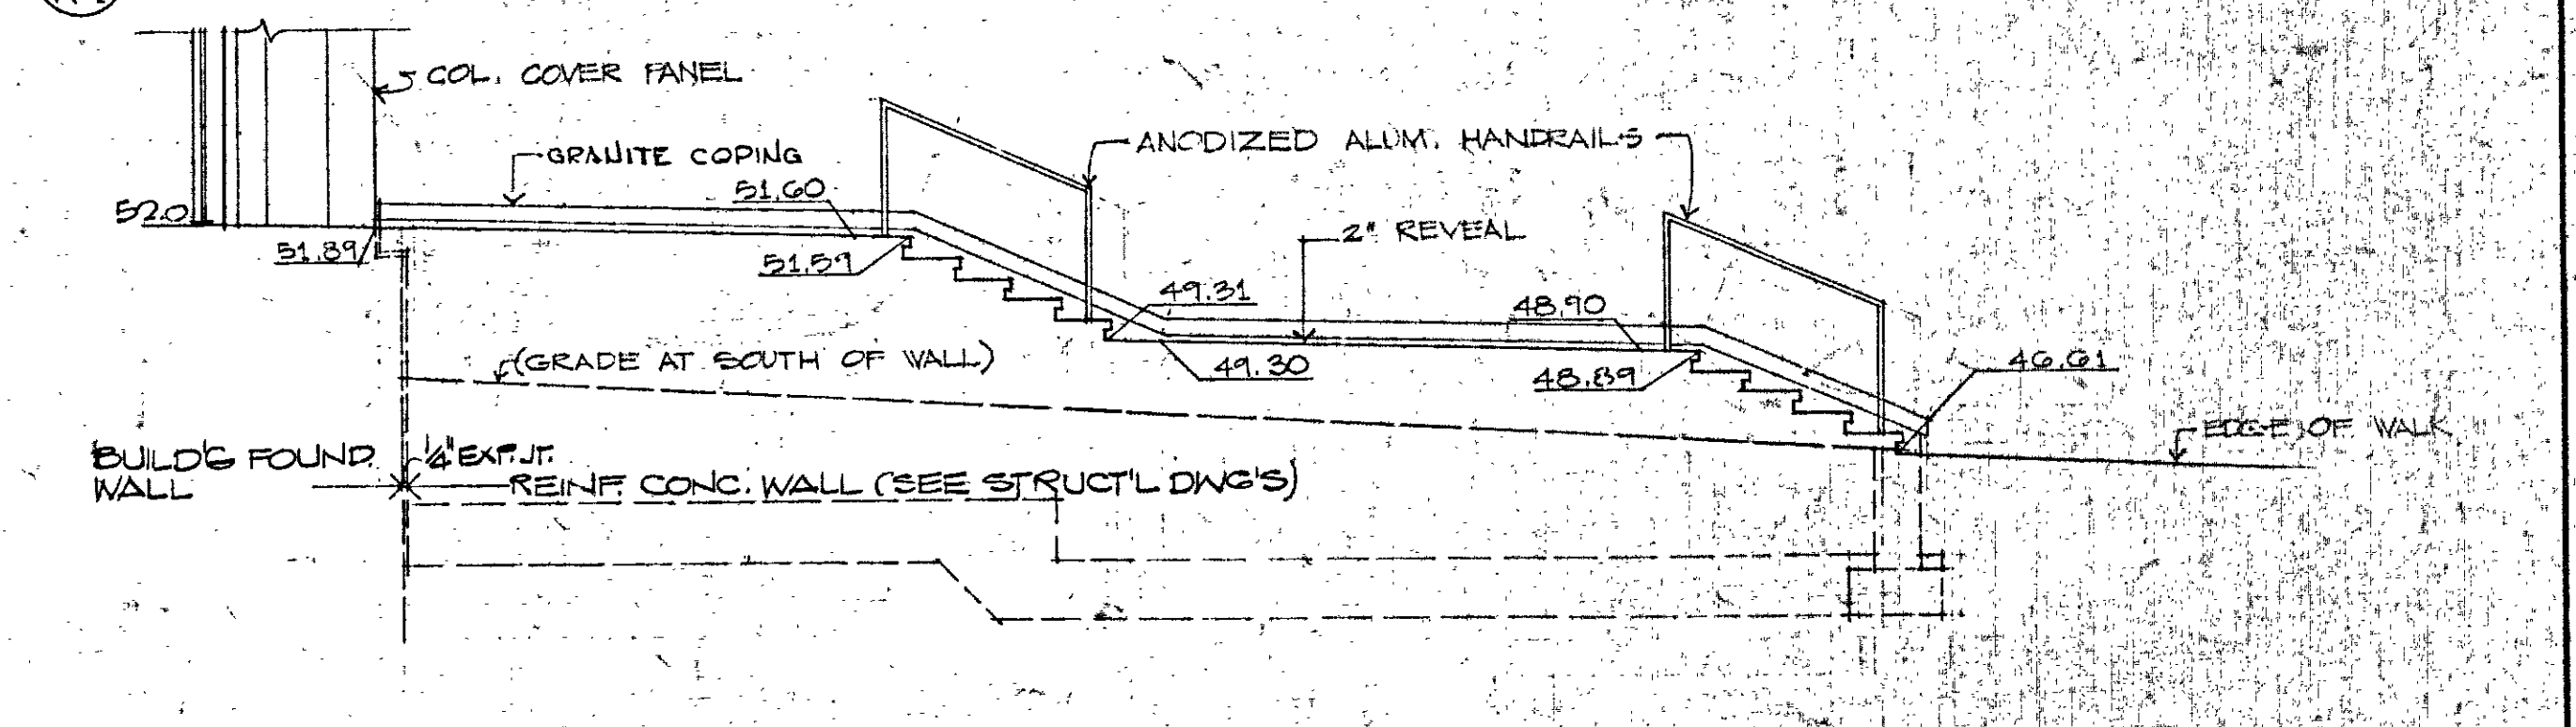 COL. COVER PANEL
GRANITE COPING
ANODIZED ALUM. HANDRAILS
52.0
51.60
51.89
51.59
2" REVEAL
49.31
48.90
(GRADE AT SOUTH OF WALL)
49.30
48.89
46.61
EDGE OF WALK
BUILD'G FOUND. WALL
1/4" EXP. JT.
REINF. CONC. WALL (SEE STRUCT'L DWG'S)